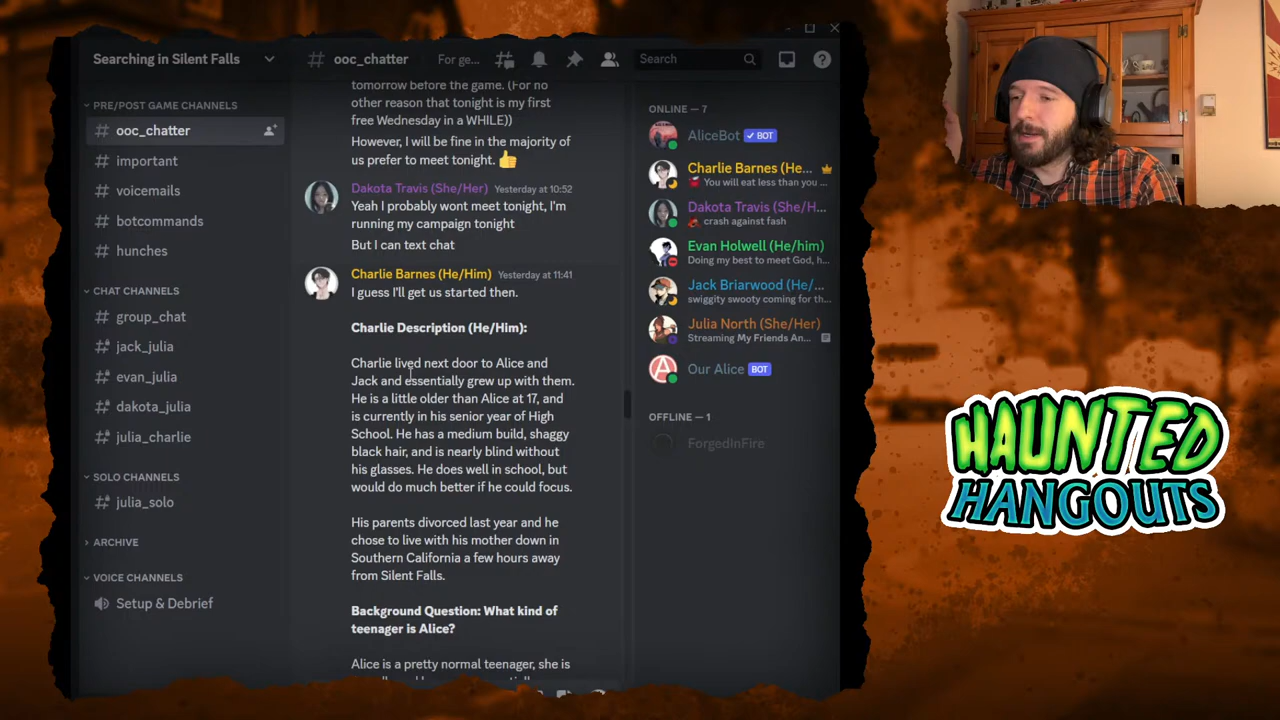 Searching in Silent Falls
PRE/POST GAME CHANNELS
# ooc_chatter
# important
# voicemails
# botcommands
# hunches
CHAT CHANNELS
group_chat
jack_julia
evan_julia
dakota_julia
julia_charlie
SOLO CHANNELS
julia_solo
ARCHIVE
VOICE CHANNELS
Setup & Debrief
# ooc_chatter
For ge...
Search
tomorrow before the game. (For no
other reason that tonight is my first
free Wednesday in a WHILE))
However, I will be fine in the majority of
us prefer to meet tonight. 👍
Dakota Travis (She/Her) Yesterday at 10:52
Yeah I probably wont meet tonight, I'm
running my campaign tonight
But I can text chat
Charlie Barnes (He/Him) Yesterday at 11:41
I guess I'll get us started then.
Charlie Description (He/Him):
Charlie lived next door to Alice and
Jack and essentially grew up with them.
He is a little older than Alice at 17, and
is currently in his senior year of High
School. He has a medium build, shaggy
black hair, and is nearly blind without
his glasses. He does well in school, but
would do much better if he could focus.
His parents divorced last year and he
chose to live with his mother down in
Southern California a few hours away
from Silent Falls.
Background Question: What kind of
teenager is Alice?
Alice is a pretty normal teenager, she is
ONLINE — 7
AliceBot ✓ BOT
Charlie Barnes (He...
You will eat less than you ...
Dakota Travis (She/H...
crash against fash
Evan Holwell (He/him)
Doing my best to meet God, h...
Jack Briarwood (He/...
swiggity swooty coming for th...
Julia North (She/Her)
Streaming My Friends An...
Our Alice BOT
OFFLINE — 1
ForgedInFire
HAUNTED
HANGOUTS